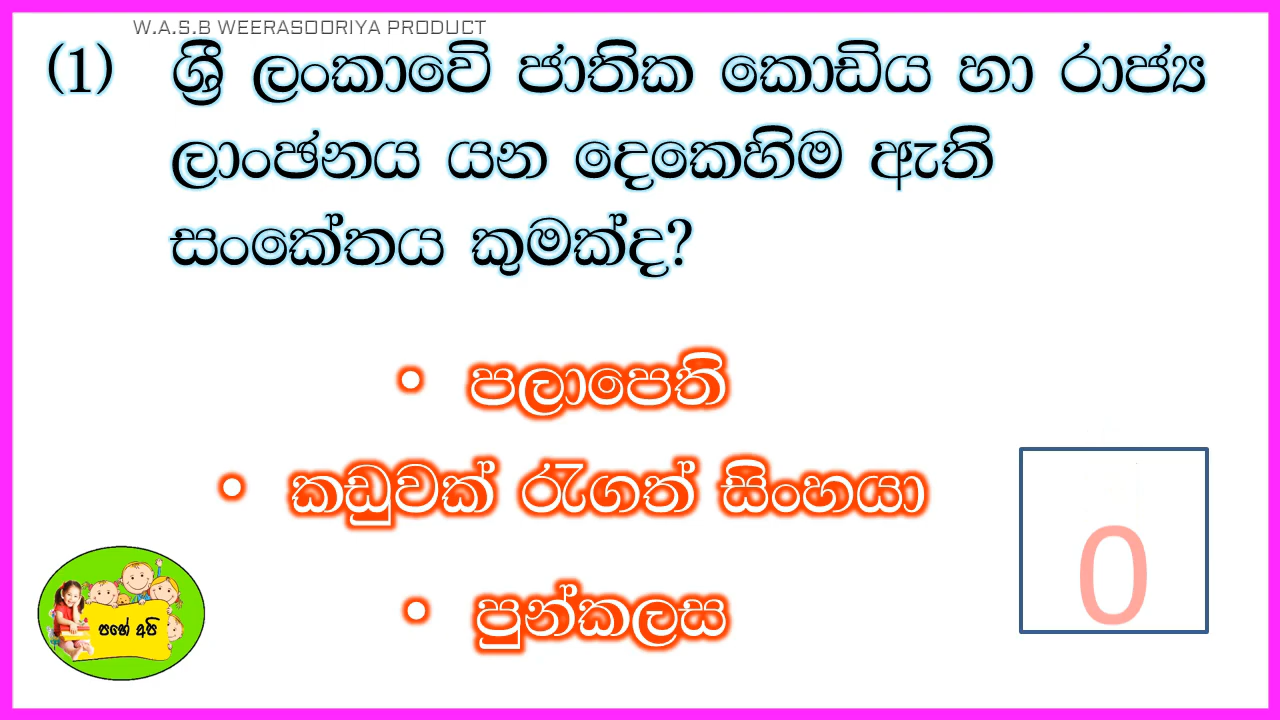 W.A.S.B WEERASOORIYA PRODUCT
(1) ශ්‍රී ලංකාවේ ජාතික කොඩිය හා රාජ්‍ය
ලාංඡනය යන දෙකෙහිම ඇති
සංකේතය කුමක්ද?
• පලාපෙති
• කඩුවක් රැගත් සිංහයා
• පුන්කලස
0
පහේ අපි